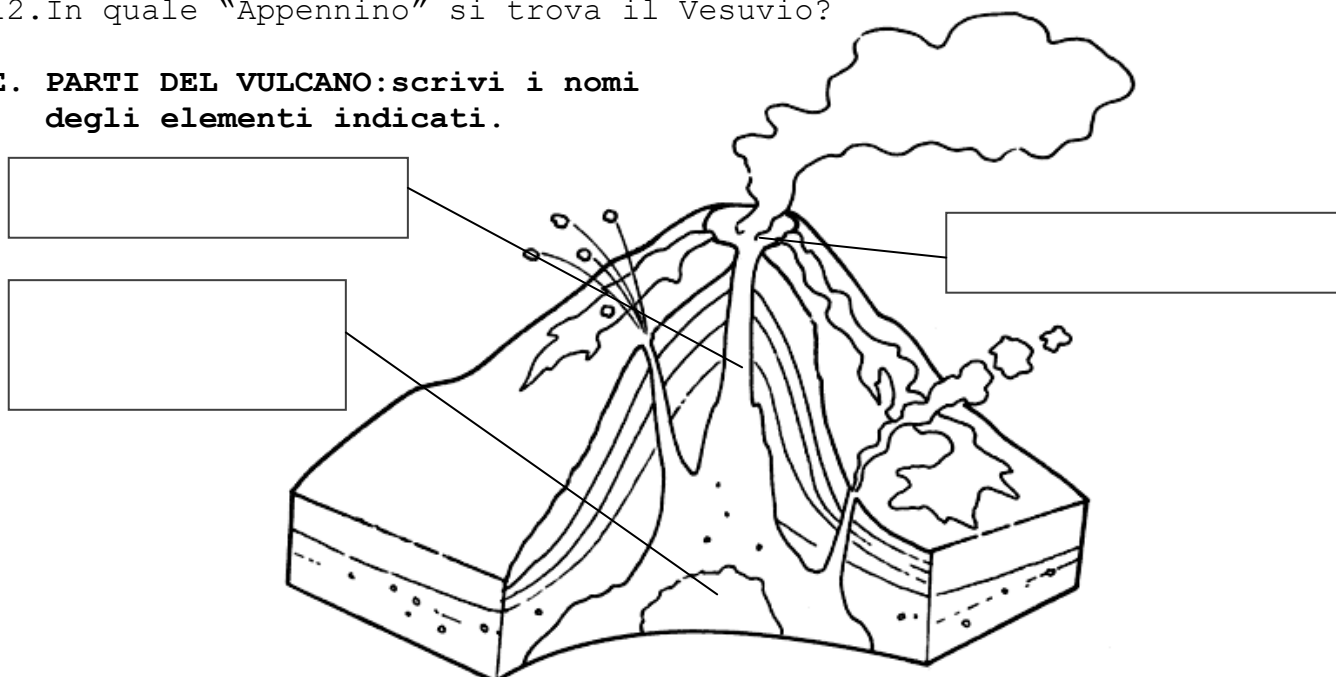 12.In quale “Appennino” si trova il Vesuvio?
E. PARTI DEL VULCANO:scrivi i nomi
degli elementi indicati.